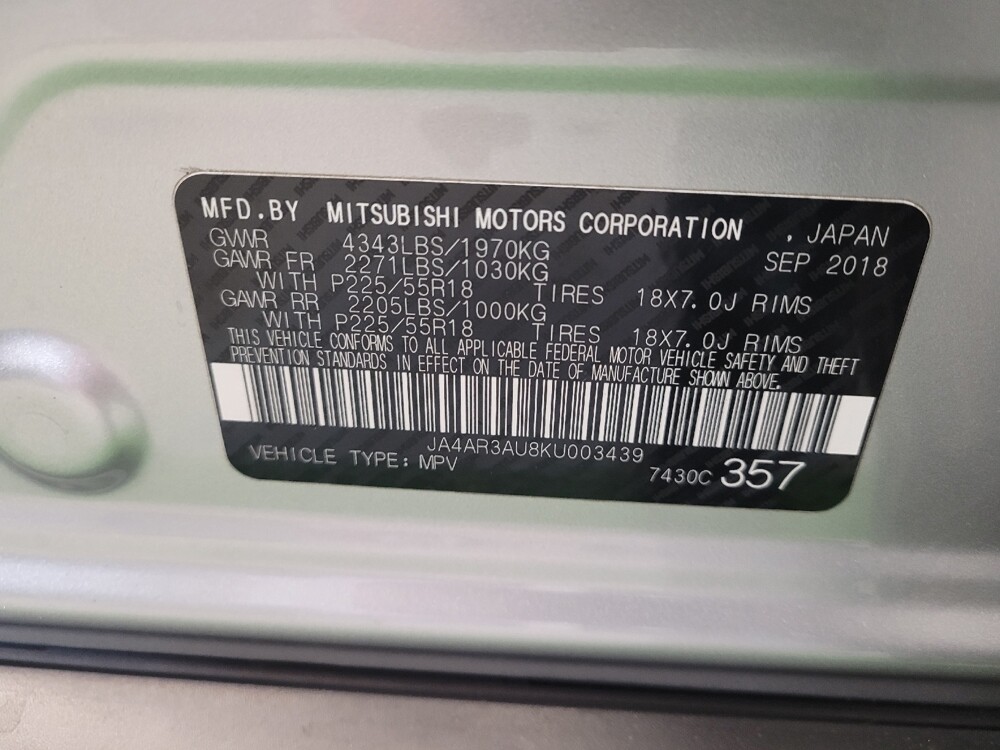 MFD.BY MITSUBISHI MOTORS CORPORATION , JAPAN
GVWR 4343LBS/1970KG SEP 2018
GAWR FR 2271LBS/1030KG
WITH P225/55R18 TIRES 18X7.0J RIMS
GAWR RR 2205LBS/1000KG
WITH P225/55R18 TIRES 18X7.0J RIMS
THIS VEHICLE CONFORMS TO ALL APPLICABLE FEDERAL MOTOR VEHICLE SAFETY AND THEFT
PREVENTION STANDARDS IN EFFECT ON THE DATE OF MANUFACTURE SHOWN ABOVE.
JA4AR3AU8KU003439
VEHICLE TYPE: MPV 7430C 357